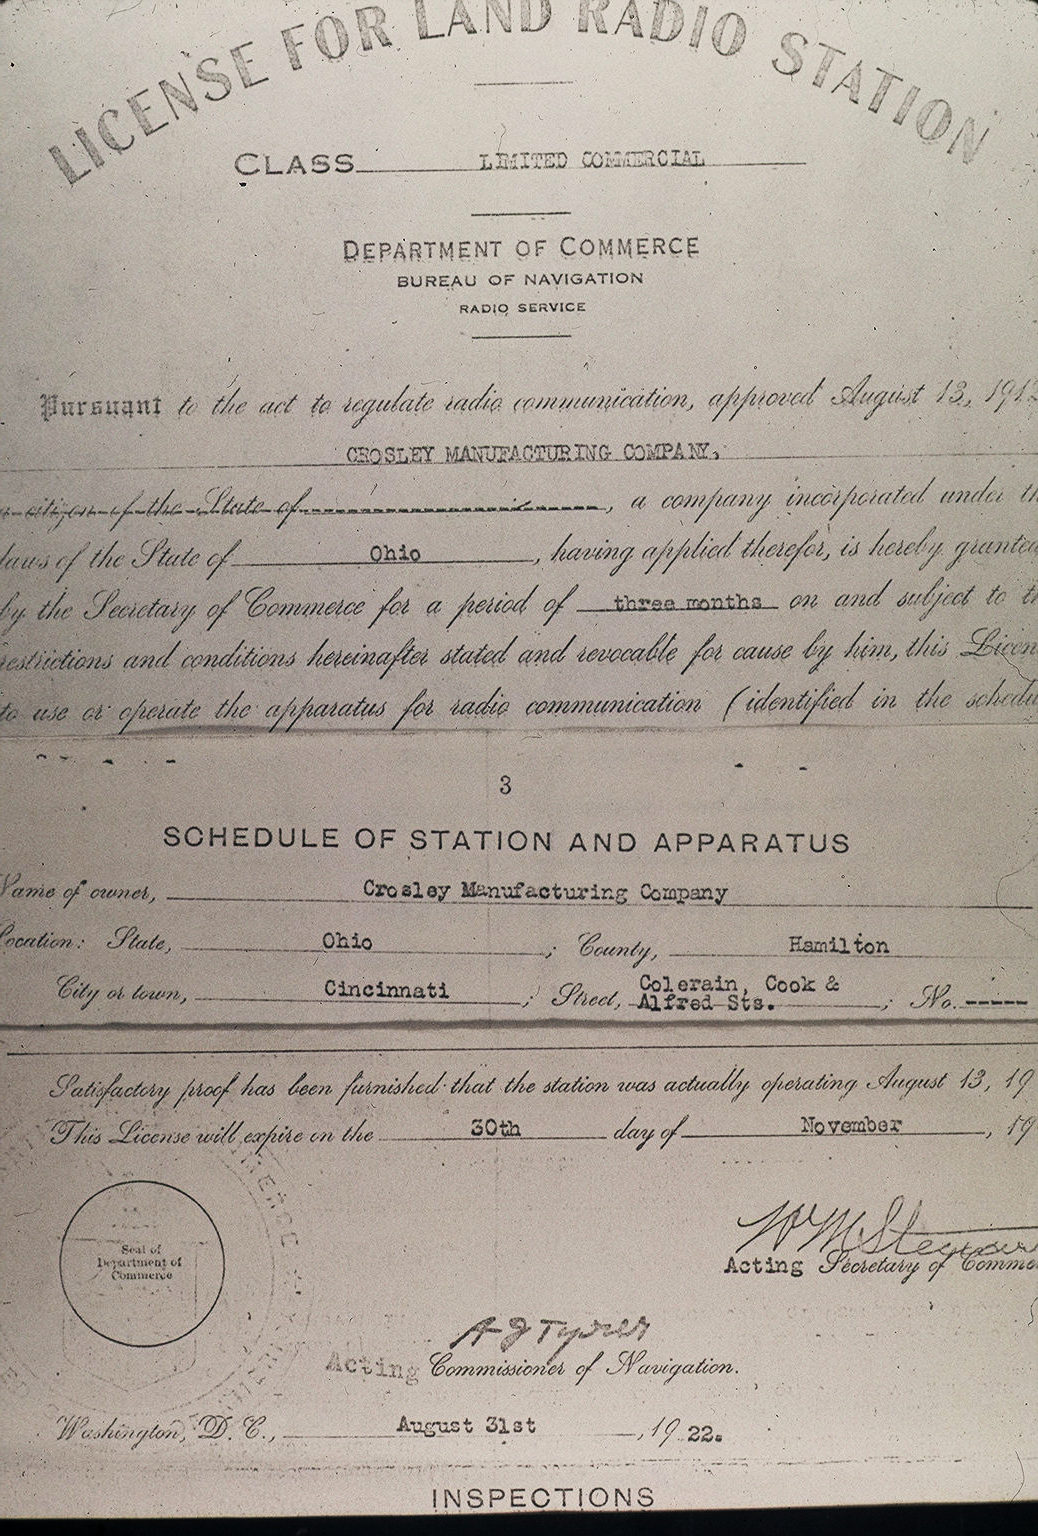 LICENSE FOR LAND RADIO STATION
CLASS LIMITED COMMERCIAL
DEPARTMENT OF COMMERCE
BUREAU OF NAVIGATION
RADIO SERVICE
Pursuant to the act to regulate radio communication, approved August 13, 1912
CROSLEY MANUFACTURING COMPANY,
a citizen of the State of ----------------------, a company incorporated under th
laws of the State of Ohio, having applied therefor, is hereby granted
by the Secretary of Commerce for a period of three months on and subject to th
restrictions and conditions hereinafter stated and revocable for cause by him, this Licen
to use or operate the apparatus for radio communication (identified in the schedu
3
SCHEDULE OF STATION AND APPARATUS
Name of owner, Crosley Manufacturing Company
Location: State, Ohio; County, Hamilton
City or town, Cincinnati; Street, Colerain, Cook &
Alfred Sts.; No. -----
Satisfactory proof has been furnished that the station was actually operating August 13, 19
This License will expire on the 30th day of November, 19
Seal of
Department of
Commerce
Acting Secretary of Comme
A J Tyrer
Acting Commissioner of Navigation.
Washington, D. C., August 31st, 19 22.
INSPECTIONS